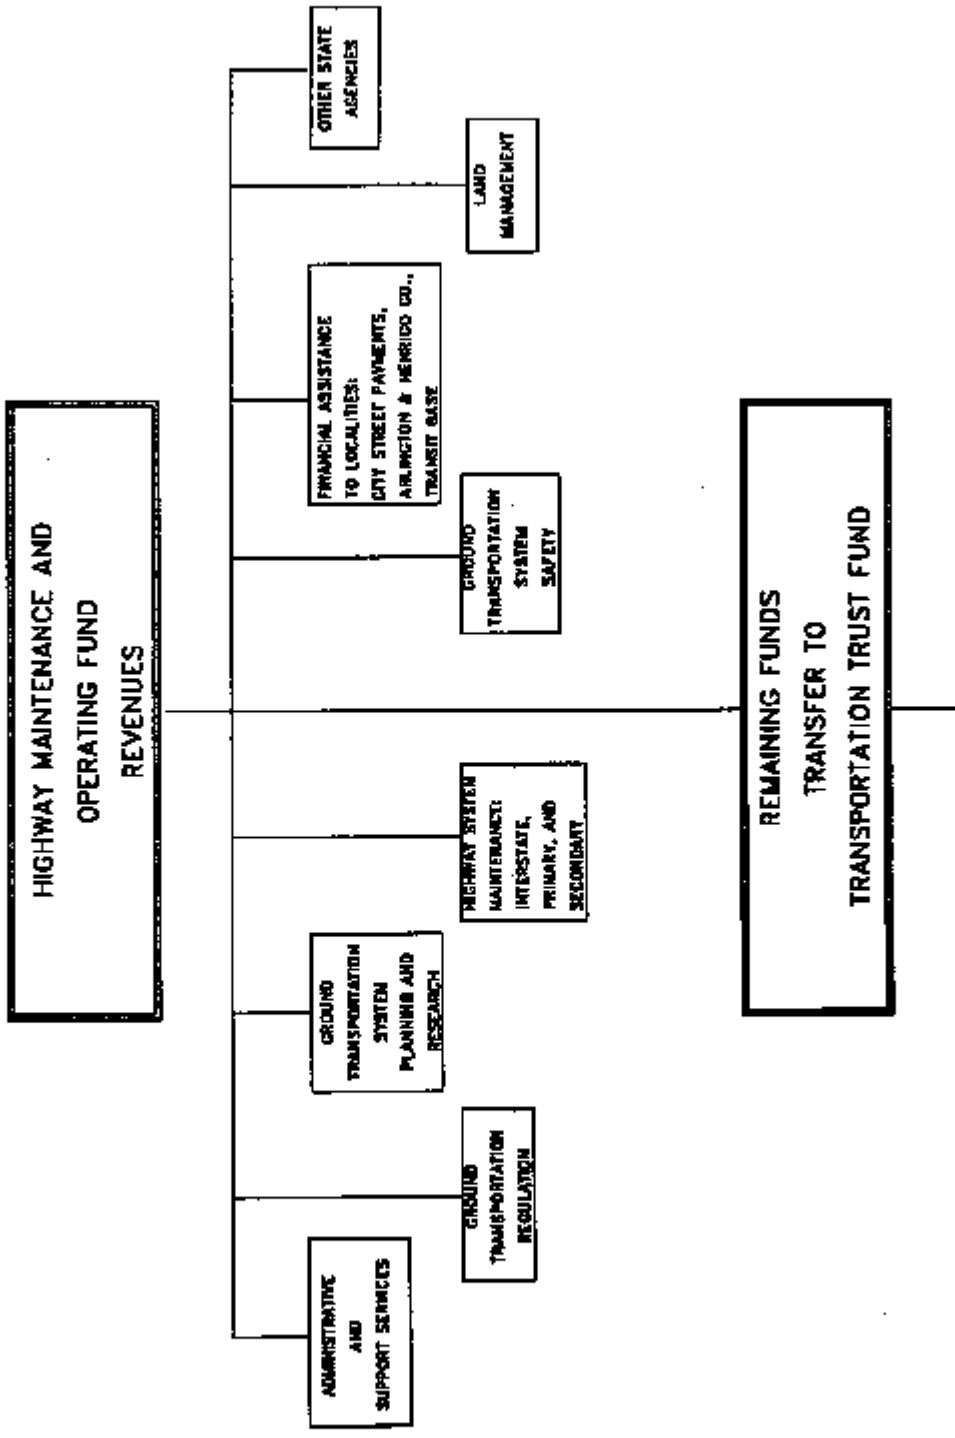 HIGHWAY MAINTENANCE AND
OPERATING FUND
REVENUES
ADMINISTRATIVE
AND
SUPPORT SERVICES
GROUND
TRANSPORTATION
REGULATION
GROUND
TRANSPORTATION
SYSTEM
PLANNING AND
RESEARCH
HIGHWAY SYSTEM
MAINTENANCE:
INTERSTATE,
PRIMARY, AND
SECONDARY
GROUND
TRANSPORTATION
SYSTEM
SAFETY
FINANCIAL ASSISTANCE
TO LOCALITIES:
CITY STREET PAYMENTS,
ARLINGTON & HENRICO CO.,
TRANSIT BASE
LAND
MANAGEMENT
OTHER STATE
AGENCIES
REMAINING FUNDS
TRANSFER TO
TRANSPORTATION TRUST FUND